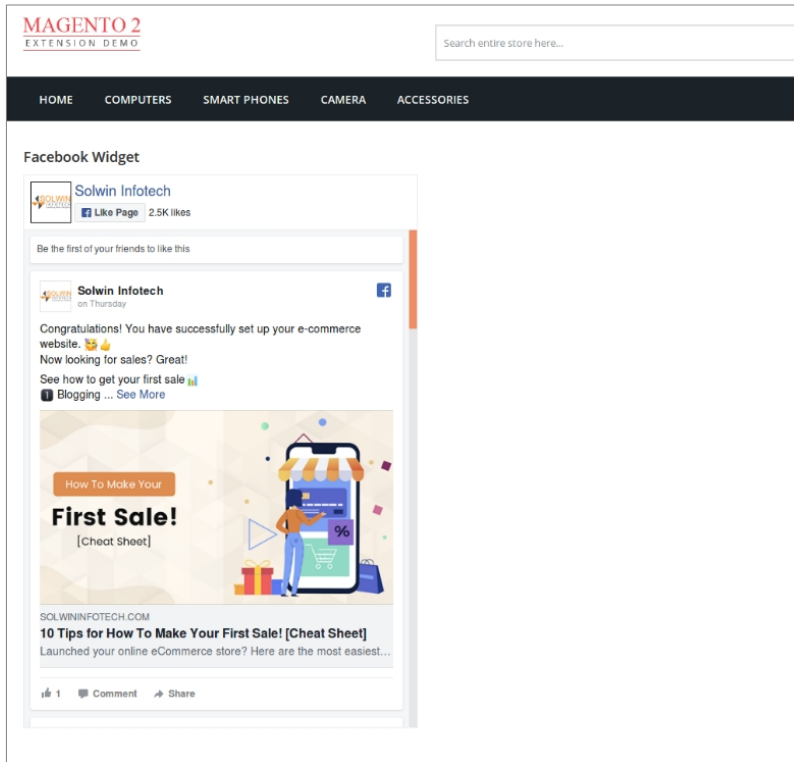 MAGENTO 2
EXTENSION DEMO
Search entire store here...
HOME COMPUTERS SMART PHONES CAMERA ACCESSORIES
Facebook Widget
SOLWIN
INFOTECH
Solwin Infotech
Like Page 2.5K likes
Be the first of your friends to like this
SOLWIN
Solwin Infotech
on Thursday
Congratulations! You have successfully set up your e-commerce
website. 🥳👍
Now looking for sales? Great!
See how to get your first sale📊
1 Blogging ... See More
How To Make Your
First Sale!
[Cheat Sheet]
%
SOLWININFOTECH.COM
10 Tips for How To Make Your First Sale! [Cheat Sheet]
Launched your online eCommerce store? Here are the most easiest...
1 Comment Share